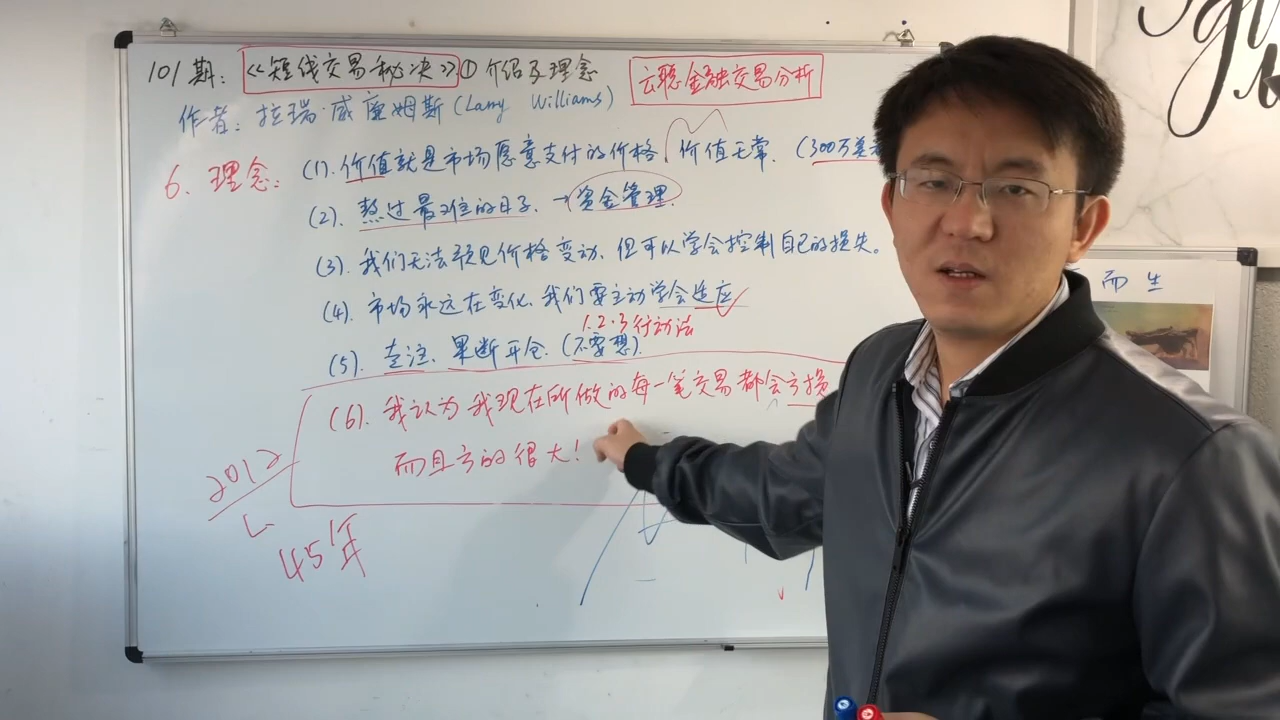 101期：《短线交易秘决》① 介绍及理念
云聪金融交易分析
作者：拉瑞·威廉姆斯(Larry Williams)
6. 理念：
(1). 价值就是市场愿意支付的价格. 价值无常. (300万美
(2). 熬过最难的日子. → 资金管理.
(3). 我们无法预见价格变动、但可以学会控制自己的损失。
(4). 市场永远在变化、我们要主动学会适应
1.2.3行动法
(5). 专注、果断开仓. (不要想).
(6). 我认为我现在所做的每一笔交易都会亏损
而且亏的很大!
2012
45年
而生